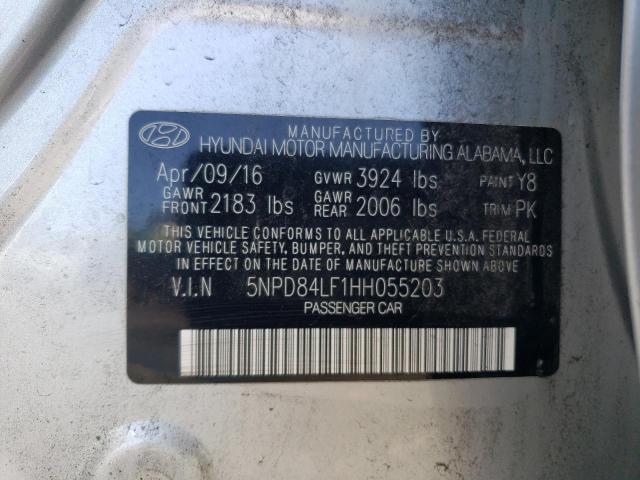 MANUFACTURED BY
HYUNDAI MOTOR MANUFACTURING ALABAMA, LLC
Apr/09/16 GVWR 3924 lbs PAINT Y8
GAWR FRONT 2183 lbs GAWR REAR 2006 lbs TRIM PK
THIS VEHICLE CONFORMS TO ALL APPLICABLE U.S.A. FEDERAL
MOTOR VEHICLE SAFETY, BUMPER, AND THEFT PREVENTION STANDARDS
IN EFFECT ON THE DATE OF MANUFACTURE SHOWN ABOVE
V.I.N 5NPD84LF1HH055203
PASSENGER CAR